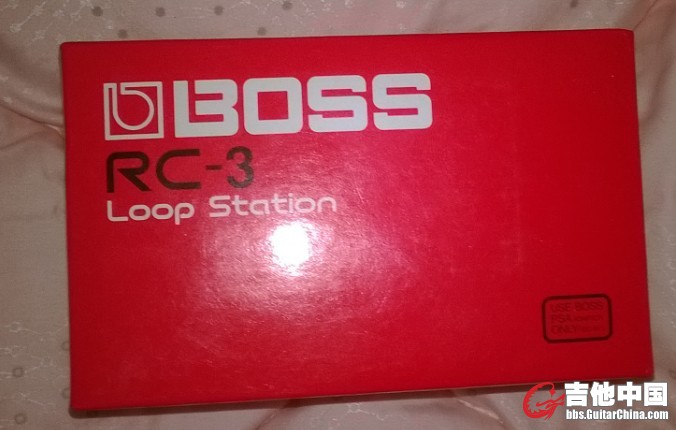 BOSS
RC-3
Loop Station
USE BOSS
PSA
ONLY
吉他中国
bbs.GuitarChina.com